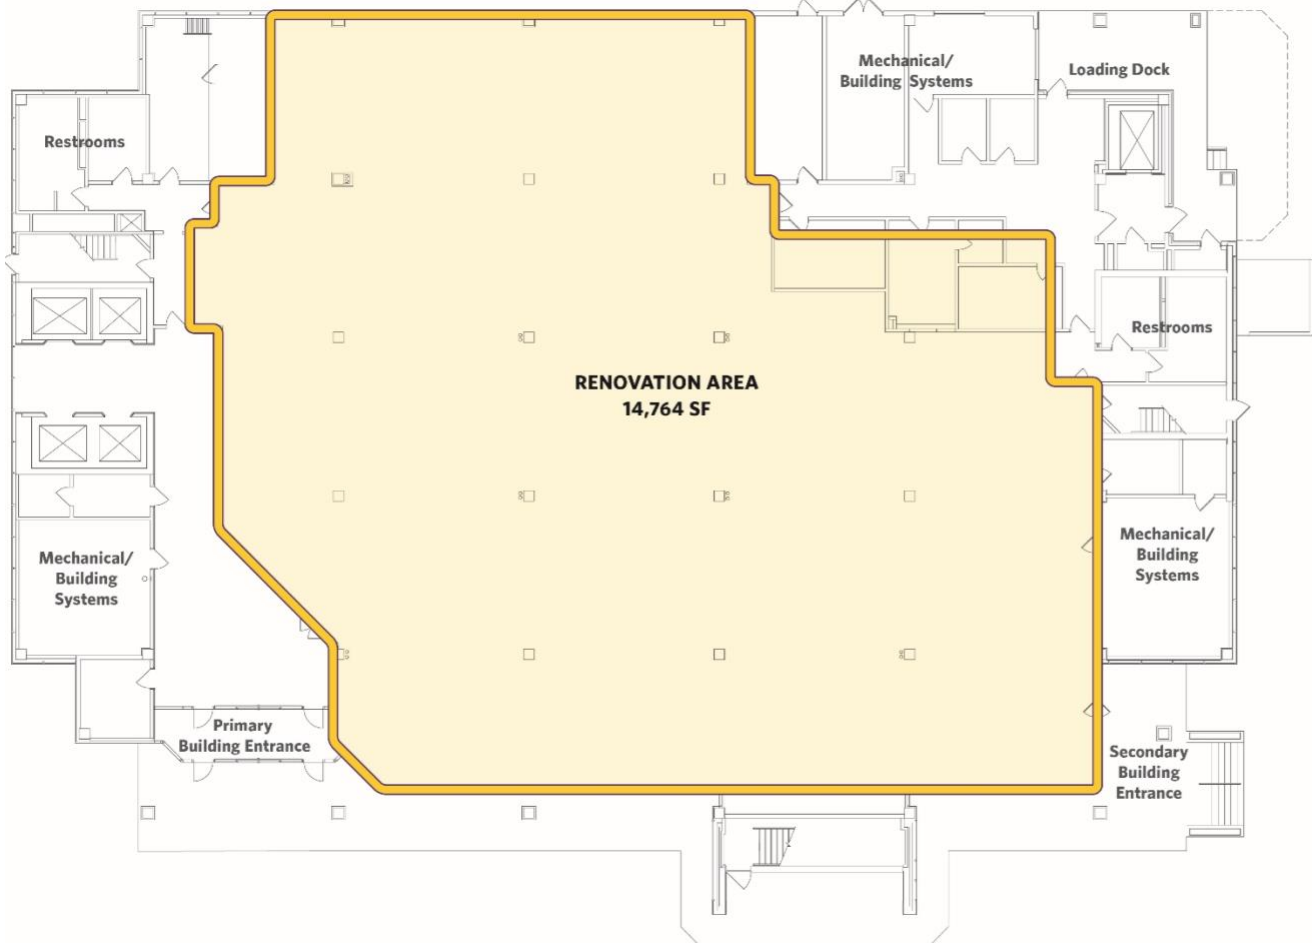 Mechanical/
Building Systems
Loading Dock
Restrooms
Restrooms
RENOVATION AREA
14,764 SF
Mechanical/
Building
Systems
Mechanical/
Building
Systems
Primary
Building Entrance
Secondary
Building
Entrance